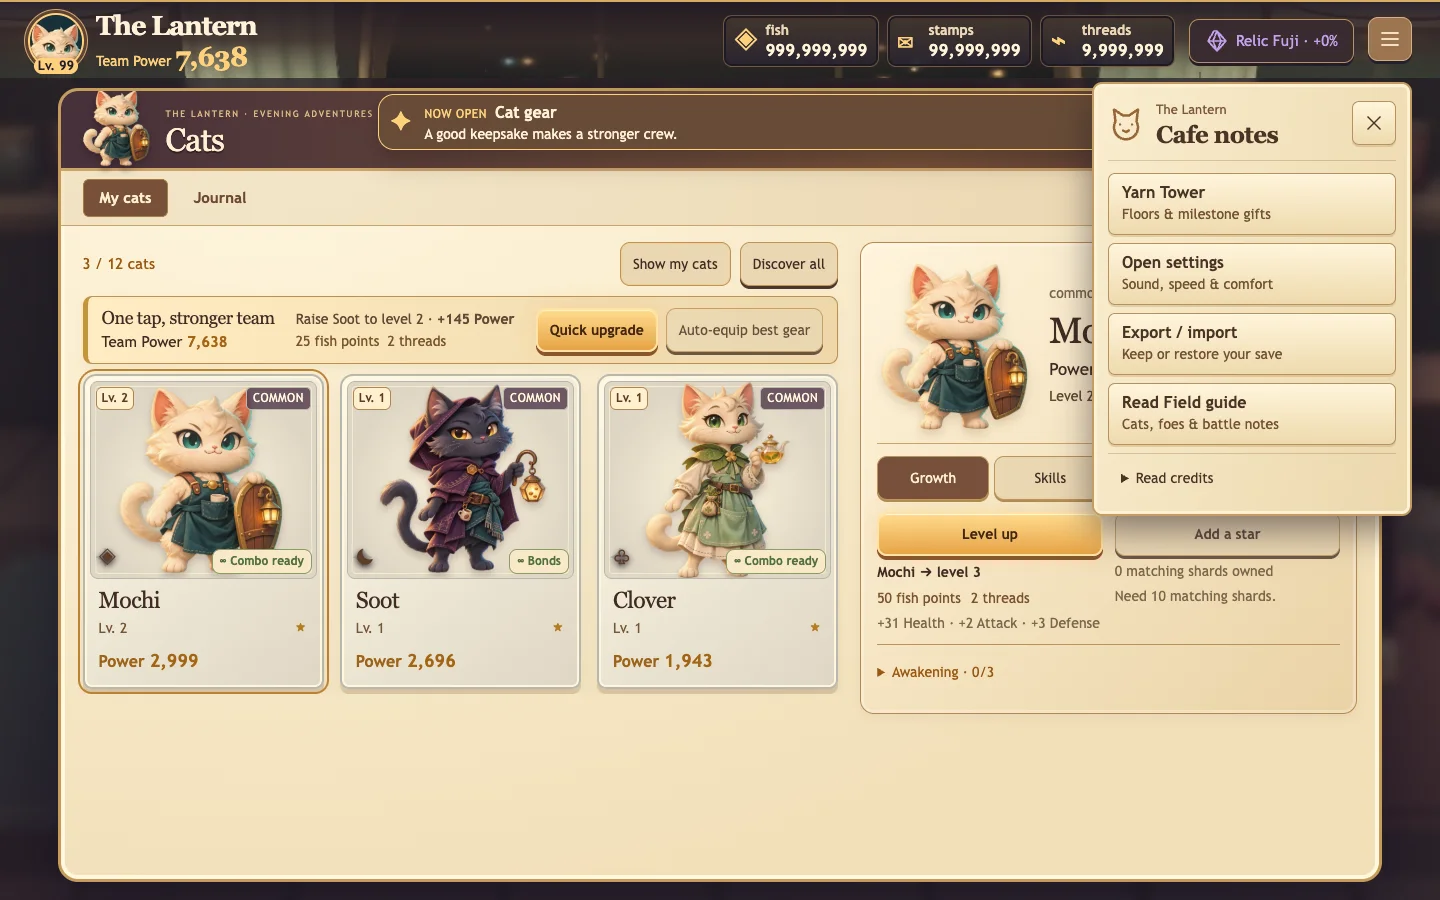 The Lantern
Team Power 7,638
Lv. 99
fish
999,999,999
stamps
99,999,999
threads
9,999,999
Relic Fuji · +0%
THE LANTERN · EVENING ADVENTURES
Cats
NOW OPEN Cat gear
A good keepsake makes a stronger crew.
The Lantern
Cafe notes
Yarn Tower
Floors & milestone gifts
Open settings
Sound, speed & comfort
Export / import
Keep or restore your save
Read Field guide
Cats, foes & battle notes
Read credits
My cats
Journal
3 / 12 cats
Show my cats
Discover all
One tap, stronger team
Team Power 7,638
Raise Soot to level 2 · +145 Power
25 fish points 2 threads
Quick upgrade
Auto-equip best gear
Lv. 2
COMMON
∞ Combo ready
Mochi
Lv. 2
Power 2,999
Lv. 1
COMMON
∞ Bonds
Soot
Lv. 1
Power 2,696
Lv. 1
COMMON
∞ Combo ready
Clover
Lv. 1
Power 1,943
Power
Level 2
Growth
Skills
Level up
Mochi → level 3
50 fish points 2 threads
+31 Health · +2 Attack · +3 Defense
Add a star
0 matching shards owned
Need 10 matching shards.
Awakening · 0/3